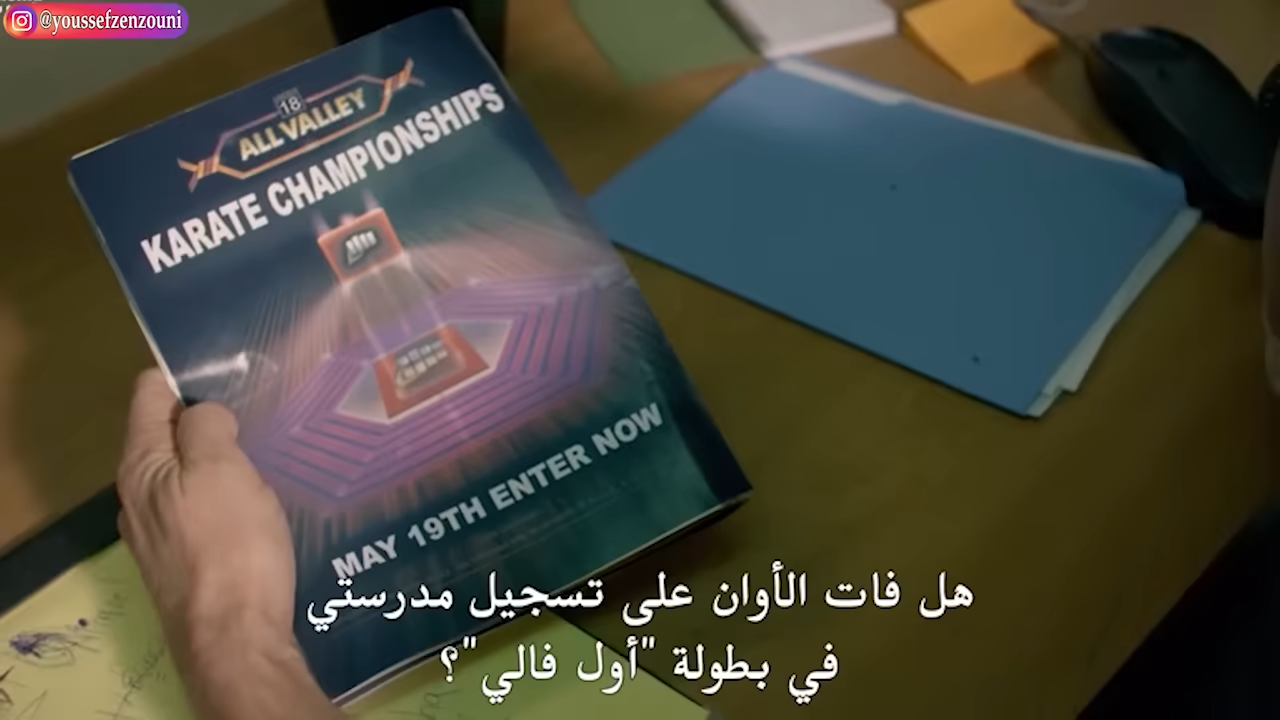 @youssefzenzouni
18
ALL VALLEY
KARATE CHAMPIONSHIPS
MAY 19TH ENTER NOW
هل فات الأوان على تسجيل مدرستي
في بطولة "أول فالي"؟